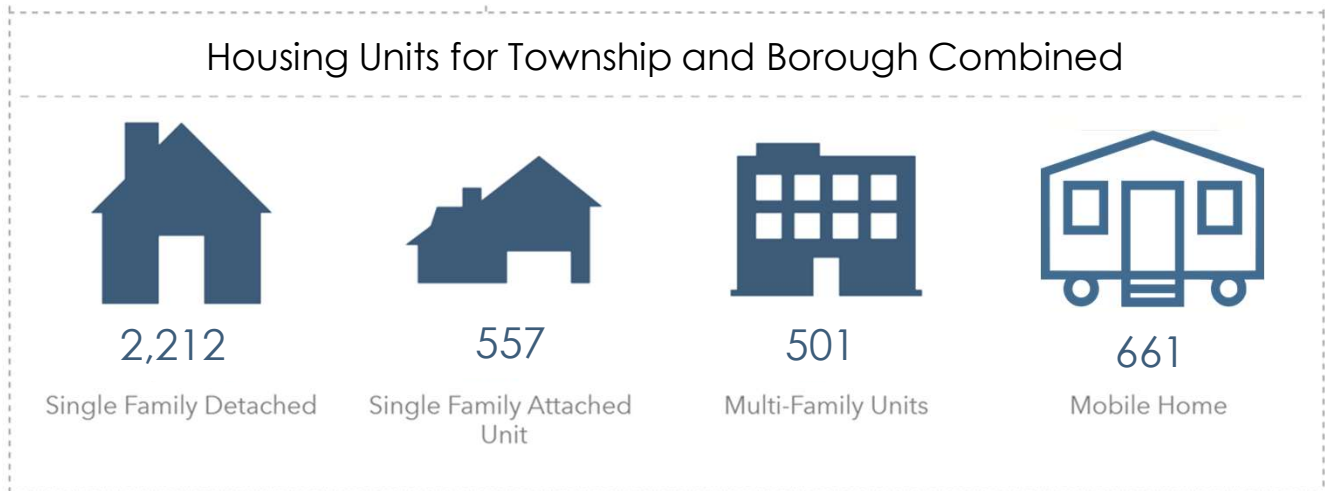 Housing Units for Township and Borough Combined
2,212
557
501
661
Single Family Detached
Single Family Attached
Unit
Multi-Family Units
Mobile Home